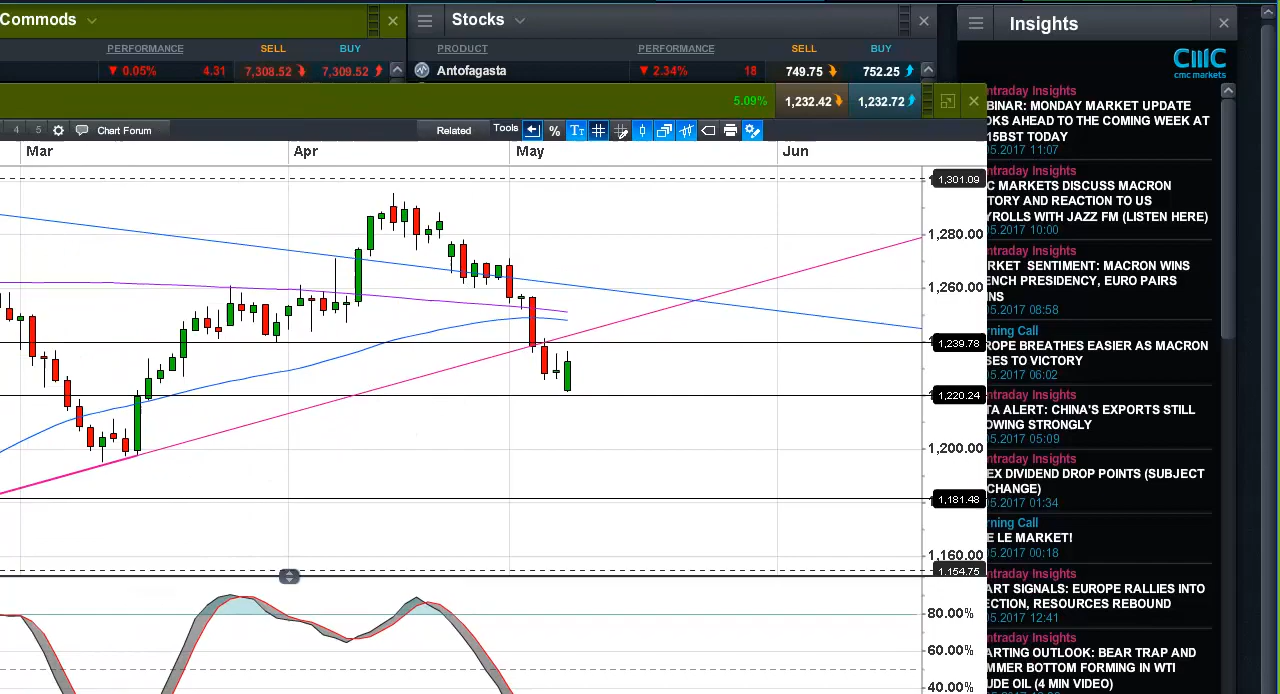 Commods
Stocks
Insights
PERFORMANCE SELL BUY
PRODUCT PERFORMANCE SELL BUY
0.05% 4.31 7,308.52 7,309.52
Antofagasta 2.34% 18 749.75 752.25
CMC
cmc markets
5.09% 1,232.42 1,232.72
4 5 Chart Forum
Related Tools % TT
Mar Apr May Jun
1,301.09
1,280.00
1,260.00
1,239.78
1,220.24
1,200.00
1,181.48
1,160.00
1,154.75
80.00%
60.00%
40.00%
ntraday Insights
BINAR: MONDAY MARKET UPDATE
OKS AHEAD TO THE COMING WEEK AT
15BST TODAY
05.2017 11:07
ntraday Insights
C MARKETS DISCUSS MACRON
TORY AND REACTION TO US
YROLLS WITH JAZZ FM (LISTEN HERE)
05.2017 10:00
ntraday Insights
RKET SENTIMENT: MACRON WINS
ENCH PRESIDENCY, EURO PAIRS
NS
05.2017 08:58
rning Call
ROPE BREATHES EASIER AS MACRON
SES TO VICTORY
05.2017 06:02
ntraday Insights
TA ALERT: CHINA'S EXPORTS STILL
OWING STRONGLY
05.2017 05:09
ntraday Insights
EX DIVIDEND DROP POINTS (SUBJECT
CHANGE)
05.2017 01:34
rning Call
E LE MARKET!
05.2017 00:18
ntraday Insights
ART SIGNALS: EUROPE RALLIES INTO
ECTION, RESOURCES REBOUND
05.2017 12:41
ntraday Insights
ARTING OUTLOOK: BEAR TRAP AND
MMER BOTTOM FORMING IN WTI
UDE OIL (4 MIN VIDEO)